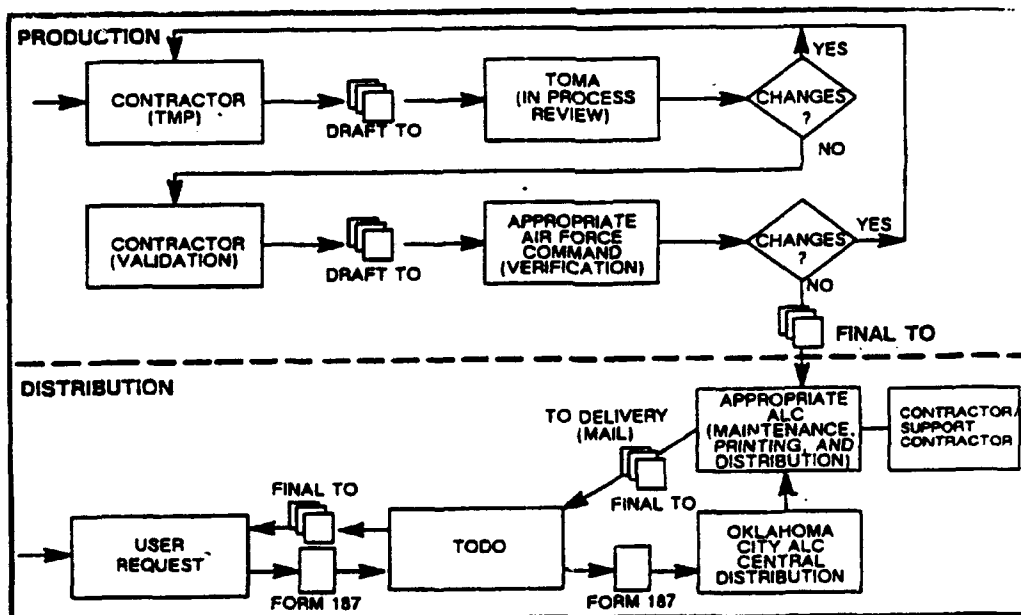 PRODUCTION
YES
CONTRACTOR
(TMP)
DRAFT TO
TOMA
(IN PROCESS
REVIEW)
CHANGES
?
NO
CONTRACTOR
(VALIDATION)
DRAFT TO
APPROPRIATE
AIR FORCE
COMMAND
(VERIFICATION)
CHANGES
?
YES
NO
FINAL TO
DISTRIBUTION
TO DELIVERY
(MAIL)
APPROPRIATE
ALC
(MAINTENANCE,
PRINTING, AND
DISTRIBUTION)
CONTRACTOR/
SUPPORT
CONTRACTOR
FINAL TO
FINAL TO
USER
REQUEST
TODO
OKLAHOMA
CITY ALC
CENTRAL
DISTRIBUTION
FORM 187
FORM 187